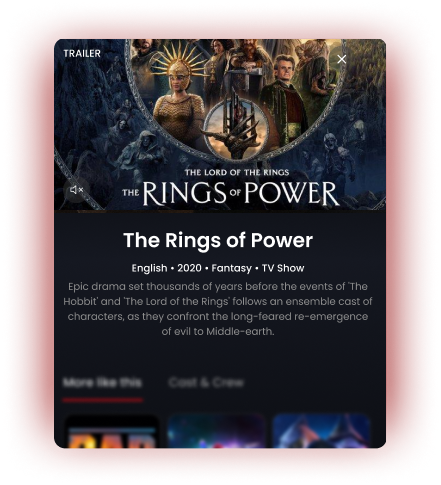 TRAILER
THE LORD OF THE RINGS
THE RINGS OF POWER
The Rings of Power
English • 2020 • Fantasy • TV Show
Epic drama set thousands of years before the events of 'The
Hobbit' and 'The Lord of the Rings' follows an ensemble cast of
characters, as they confront the long-feared re-emergence
of evil to Middle-earth.
More like this Cast & Crew